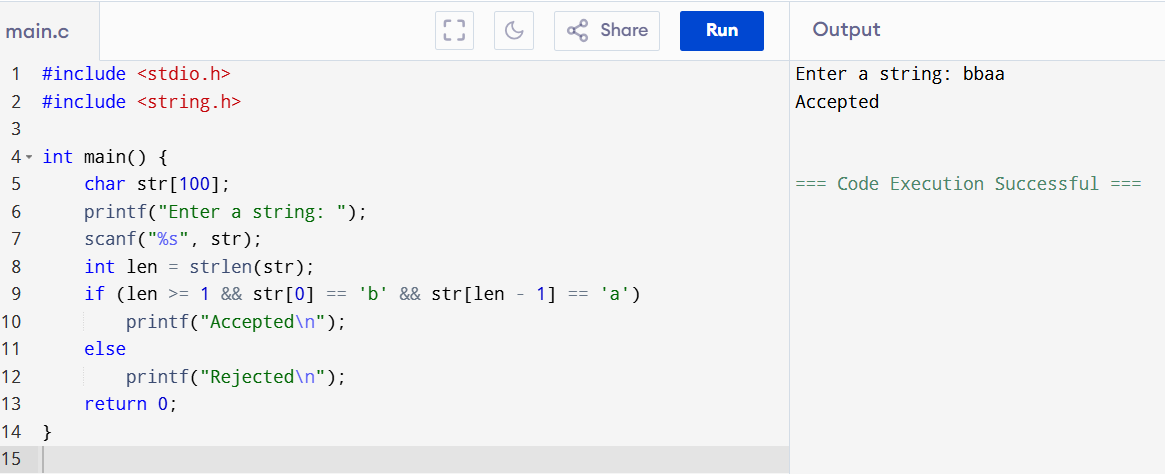 main.c
Share
Run
Output
1 #include <stdio.h>
2 #include <string.h>
3
4 int main() {
5     char str[100];
6     printf("Enter a string: ");
7     scanf("%s", str);
8     int len = strlen(str);
9     if (len >= 1 && str[0] == 'b' && str[len - 1] == 'a')
10         printf("Accepted\n");
11     else
12         printf("Rejected\n");
13     return 0;
14 }
15
Enter a string: bbaa
Accepted
=== Code Execution Successful ===